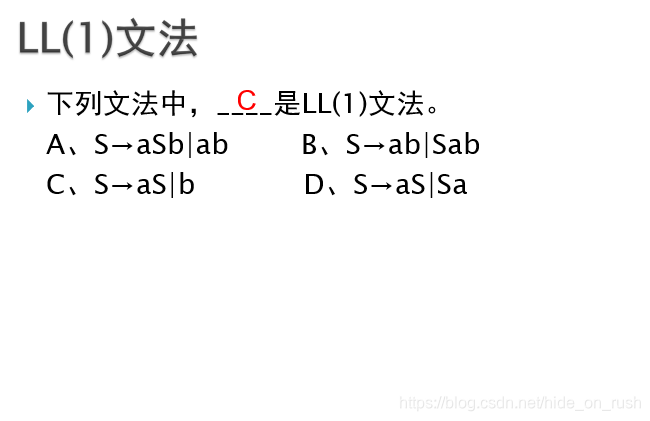 LL(1)文法
下列文法中，__C__是LL(1)文法。
A、S→aSb|ab B、S→ab|Sab
C、S→aS|b D、S→aS|Sa
https://blog.csdn.net/hide_on_rush